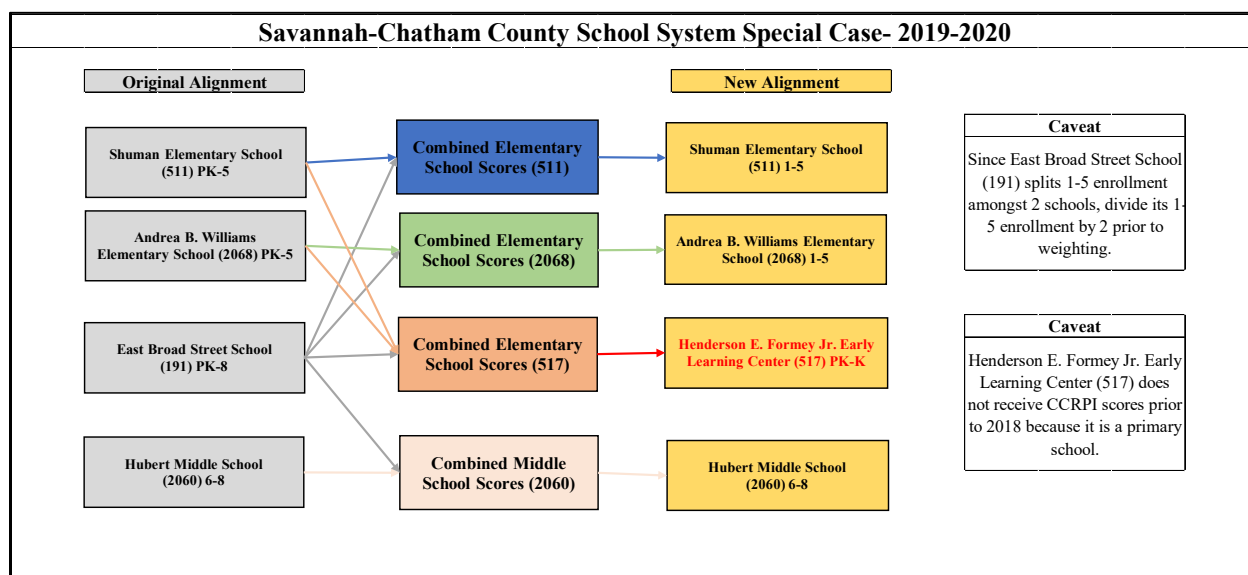 Savannah-Chatham County School System Special Case- 2019-2020
Original Alignment
New Alignment
Shuman Elementary School
(511) PK-5
Combined Elementary
School Scores (511)
Shuman Elementary School
(511) 1-5
Andrea B. Williams
Elementary School (2068) PK-5
Combined Elementary
School Scores (2068)
Andrea B. Williams Elementary
School (2068) 1-5
East Broad Street School
(191) PK-8
Combined Elementary
School Scores (517)
Henderson E. Formey Jr. Early
Learning Center (517) PK-K
Hubert Middle School
(2060) 6-8
Combined Middle
School Scores (2060)
Hubert Middle School
(2060) 6-8
Caveat
Since East Broad Street School
(191) splits 1-5 enrollment
amongst 2 schools, divide its 1-
5 enrollment by 2 prior to
weighting.
Caveat
Henderson E. Formey Jr. Early
Learning Center (517) does
not receive CCRPI scores prior
to 2018 because it is a primary
school.